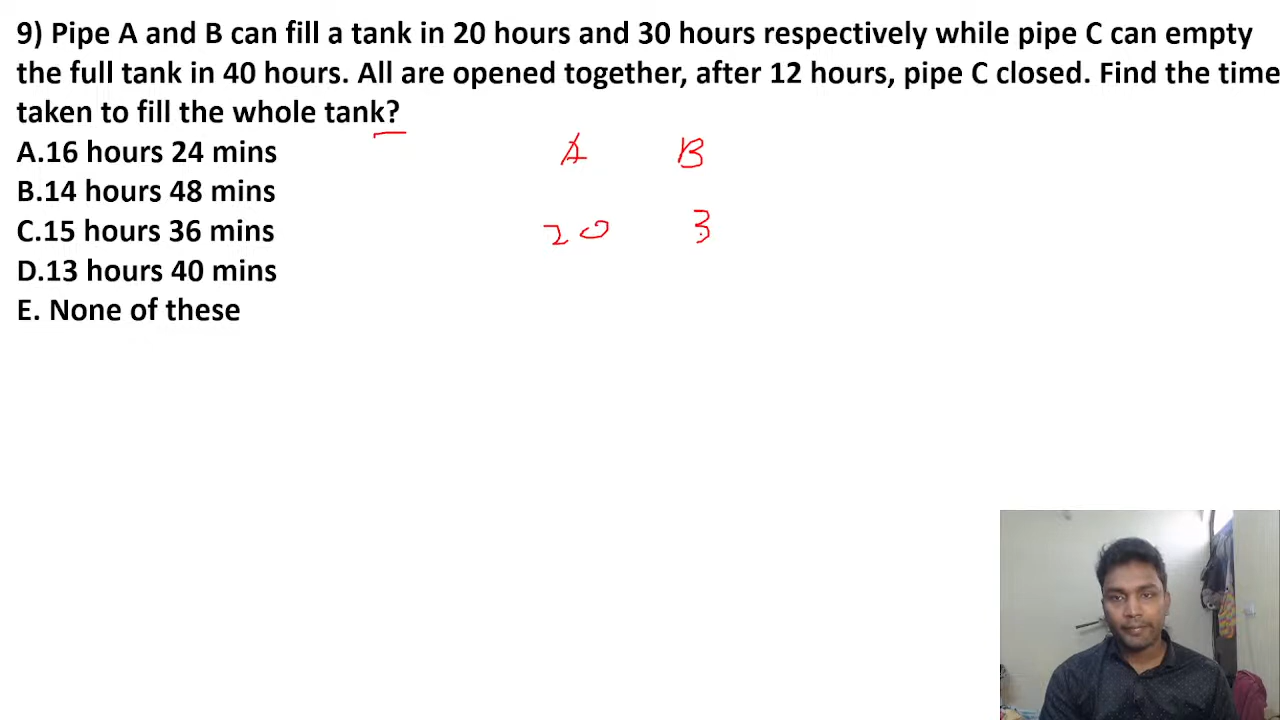 9) Pipe A and B can fill a tank in 20 hours and 30 hours respectively while pipe C can empty
the full tank in 40 hours. All are opened together, after 12 hours, pipe C closed. Find the time
taken to fill the whole tank?
A.16 hours 24 mins
B.14 hours 48 mins
C.15 hours 36 mins
D.13 hours 40 mins
E. None of these
A B
20 3